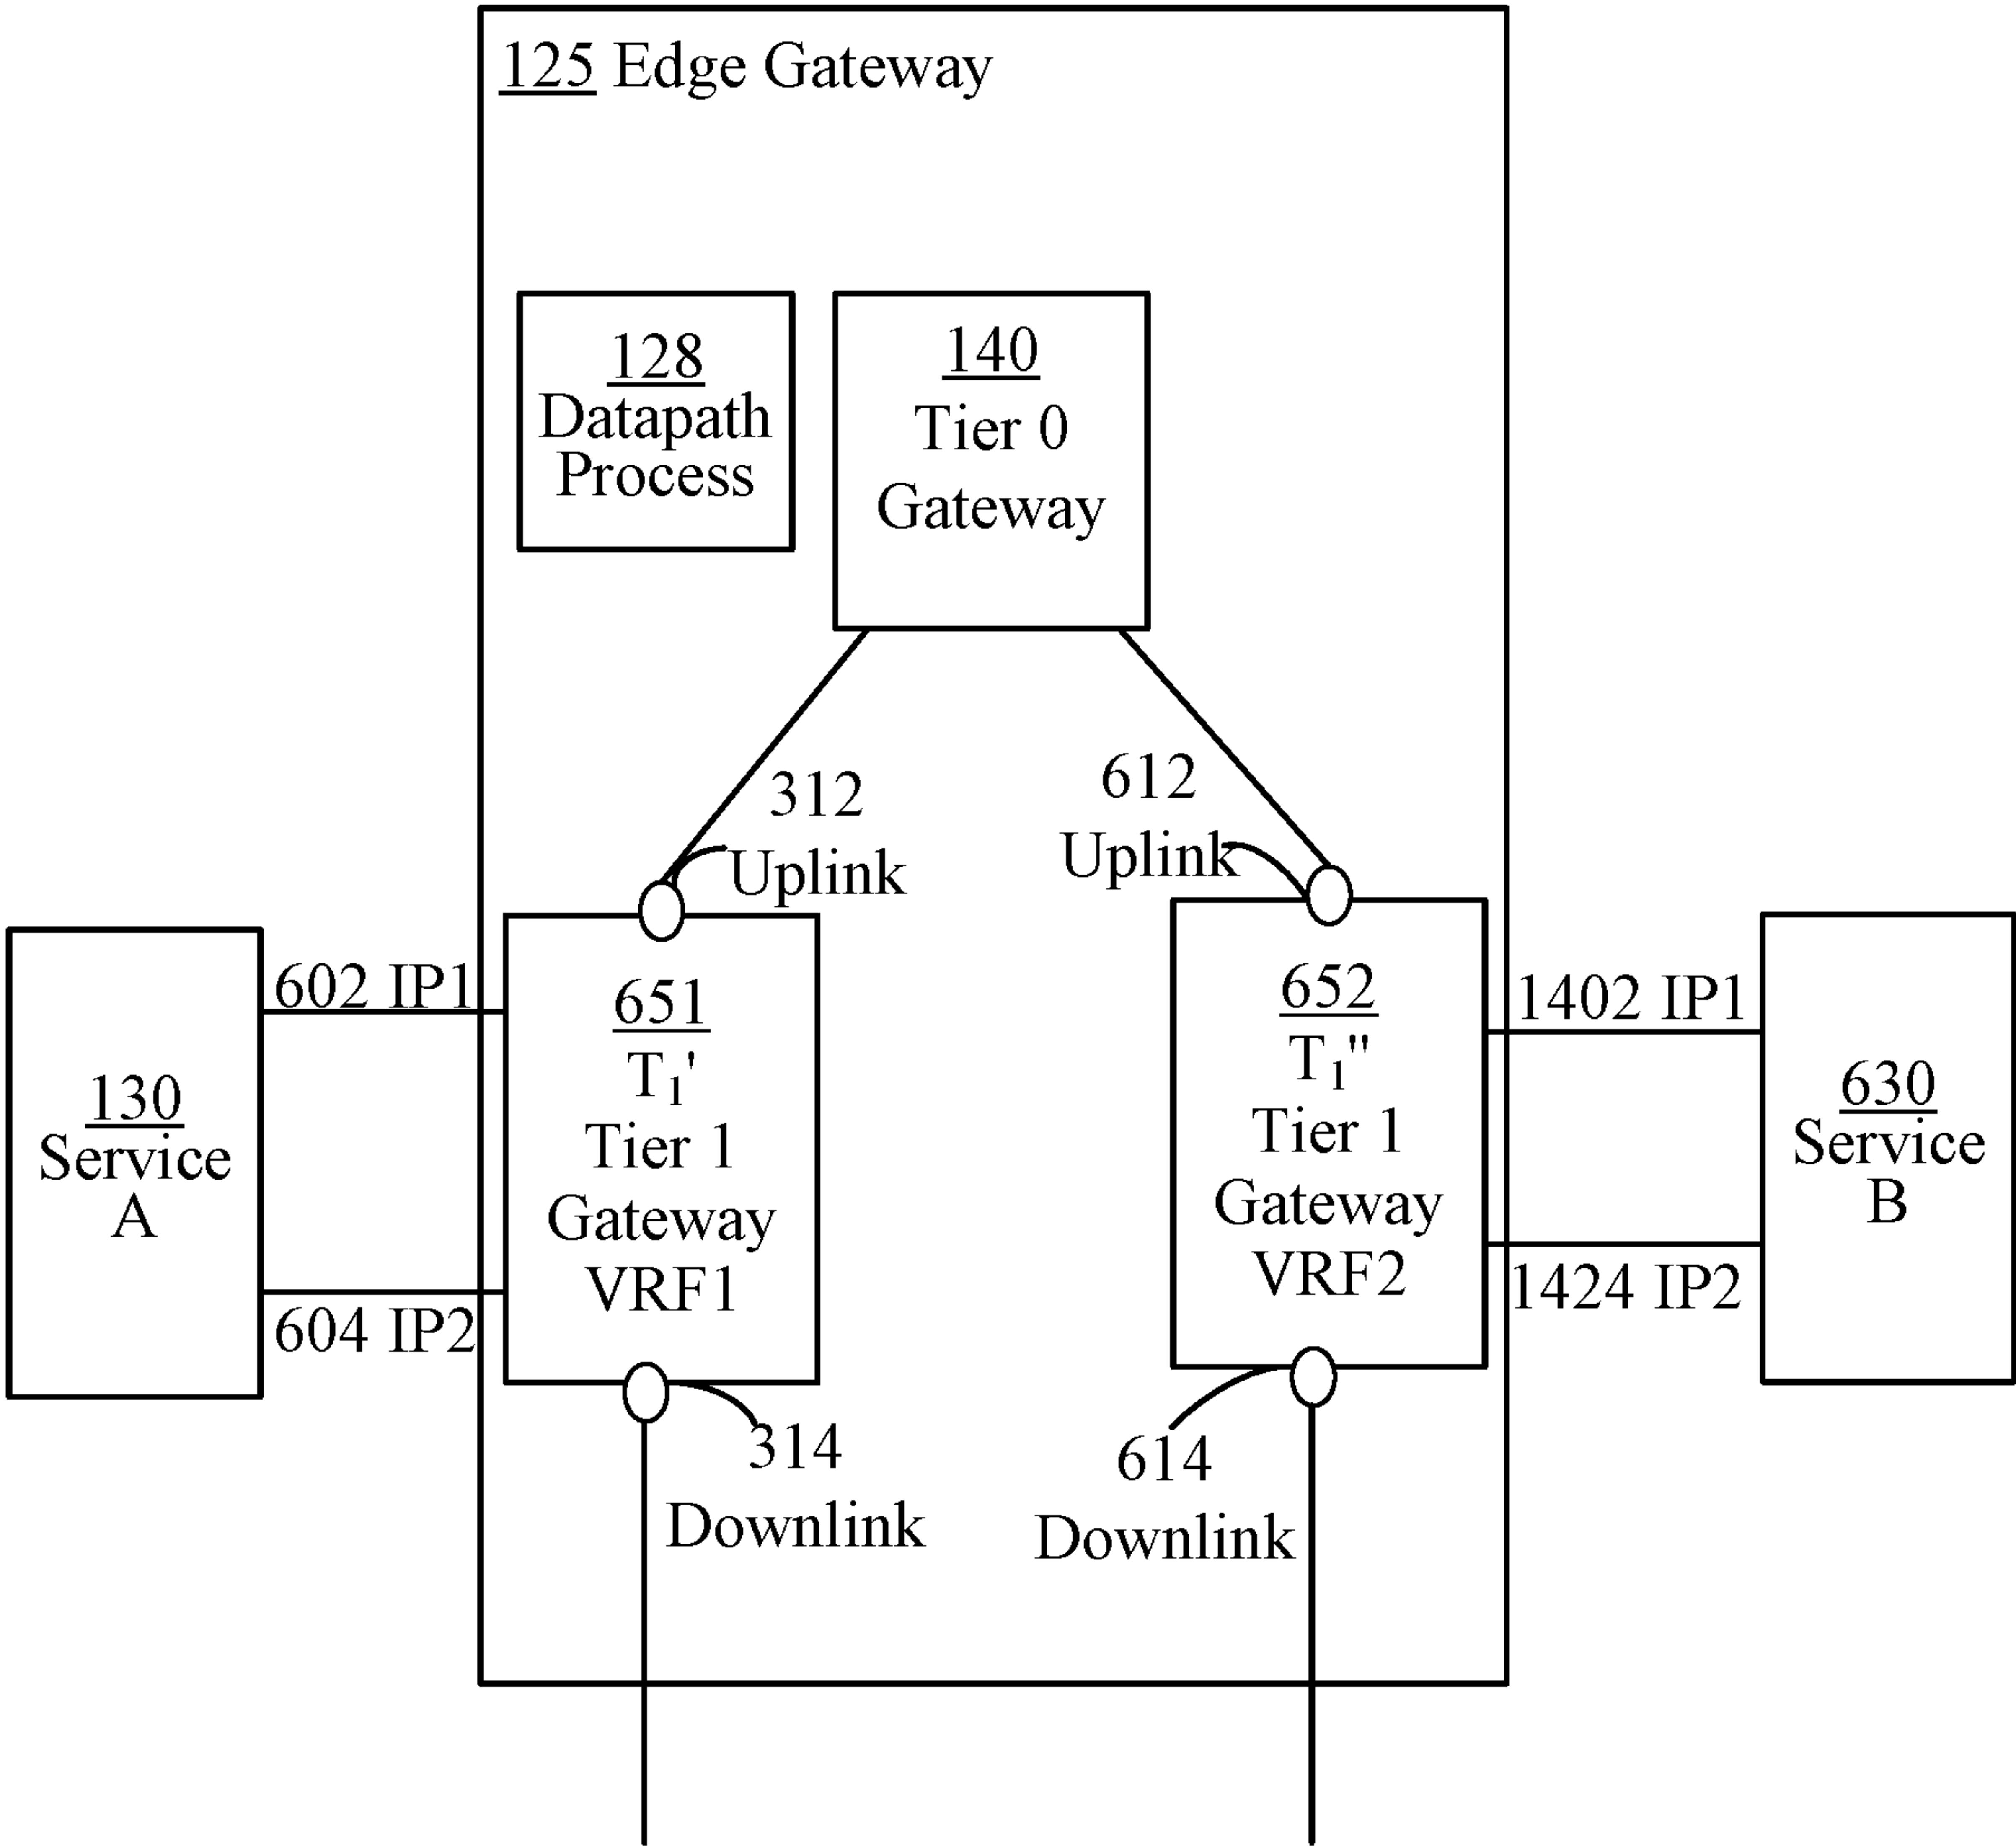 125 Edge Gateway
128
Datapath
Process
140
Tier 0
Gateway
312
Uplink
612
Uplink
602 IP1
604 IP2
130
Service
A
651
T1'
Tier 1
Gateway
VRF1
652
T1"
Tier 1
Gateway
VRF2
1402 IP1
1424 IP2
630
Service
B
314
Downlink
614
Downlink